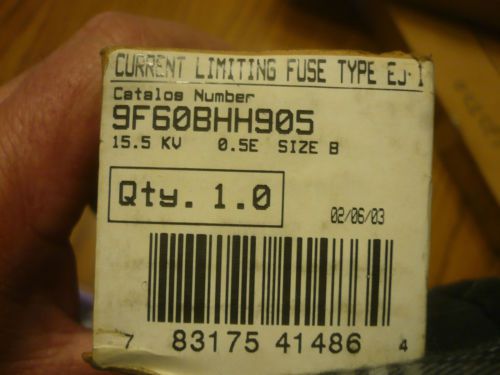 CURRENT LIMITING FUSE TYPE EJ-1
Catalog Number
9F60BHH905
15.5 KV 0.5E SIZE B
Qty. 1.0
02/06/03
7 83175 41486 4